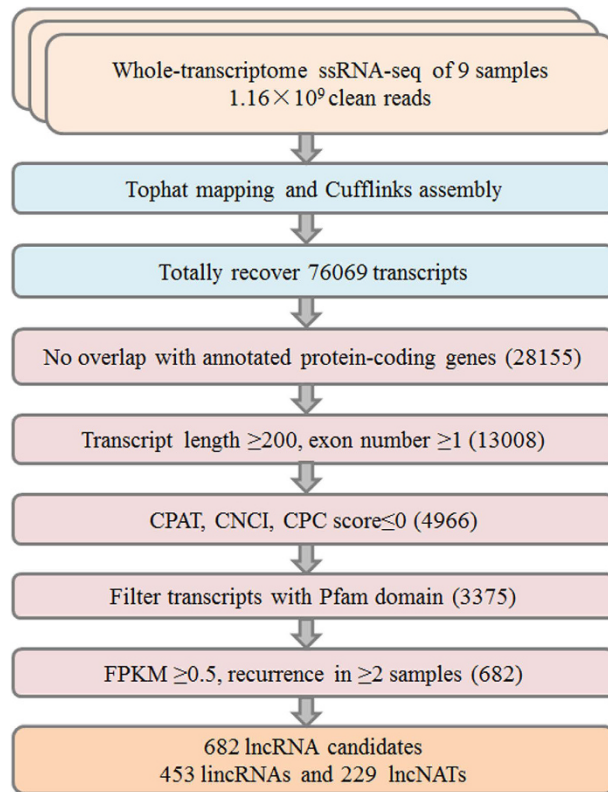 Whole-transcriptome ssRNA-seq of 9 samples
1.16×10⁹ clean reads
Tophat mapping and Cufflinks assembly
Totally recover 76069 transcripts
No overlap with annotated protein-coding genes (28155)
Transcript length ≥200, exon number ≥1 (13008)
CPAT, CNCI, CPC score≤0 (4966)
Filter transcripts with Pfam domain (3375)
FPKM ≥0.5, recurrence in ≥2 samples (682)
682 lncRNA candidates
453 lincRNAs and 229 lncNATs